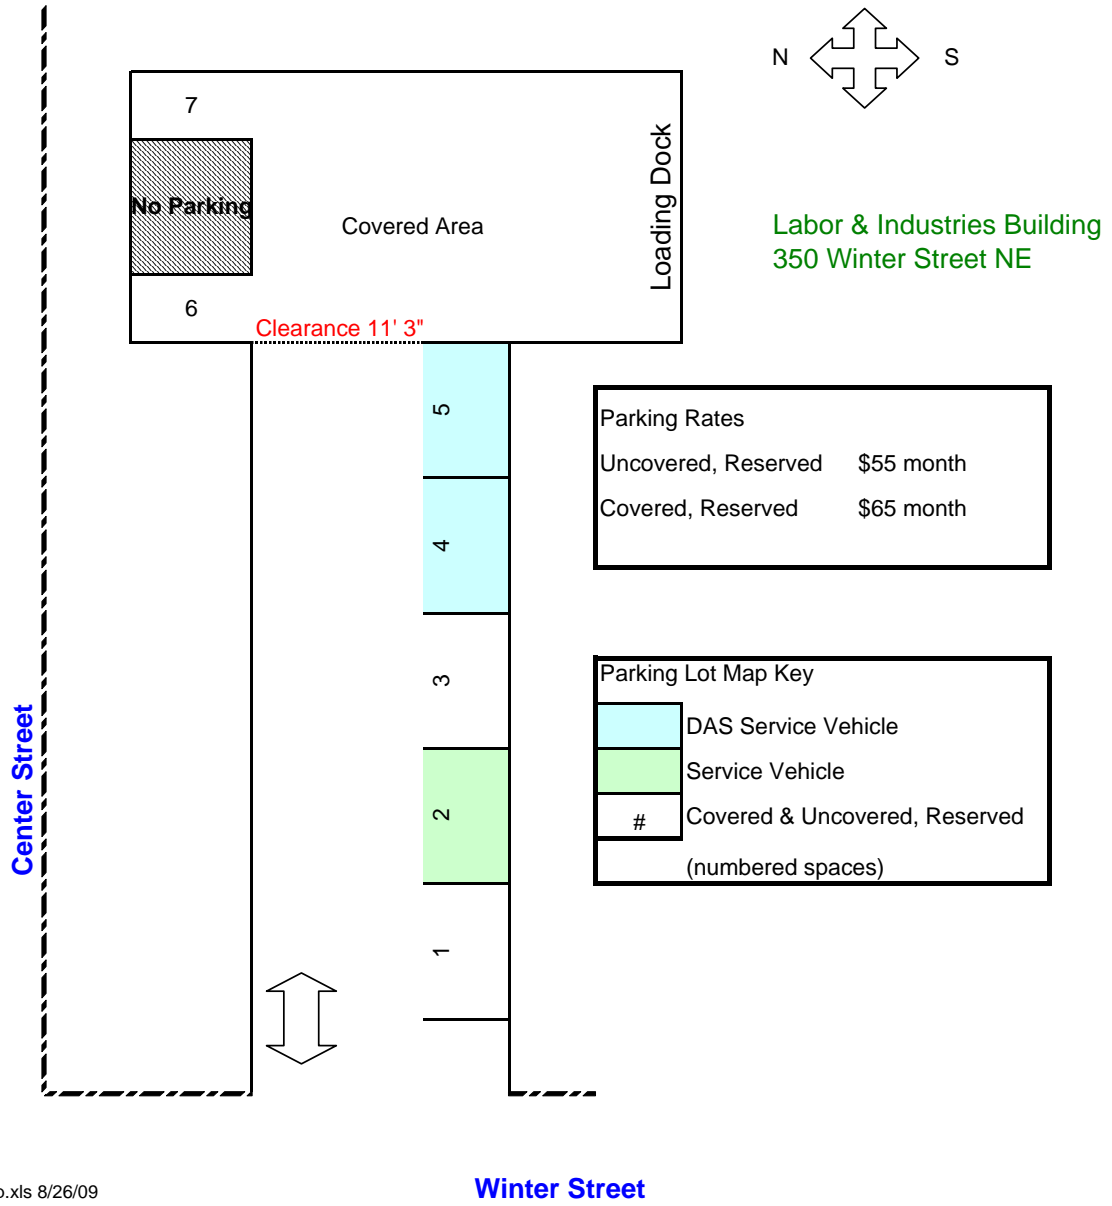 N
S
7
No Parking
Covered Area
Loading Dock
Labor & Industries Building
350 Winter Street NE
6
Clearance 11' 3"
5
Parking Rates
Uncovered, Reserved $55 month
Covered, Reserved $65 month
4
3
Parking Lot Map Key
DAS Service Vehicle
Service Vehicle
# Covered & Uncovered, Reserved
(numbered spaces)
Center Street
2
1
.xls 8/26/09
Winter Street